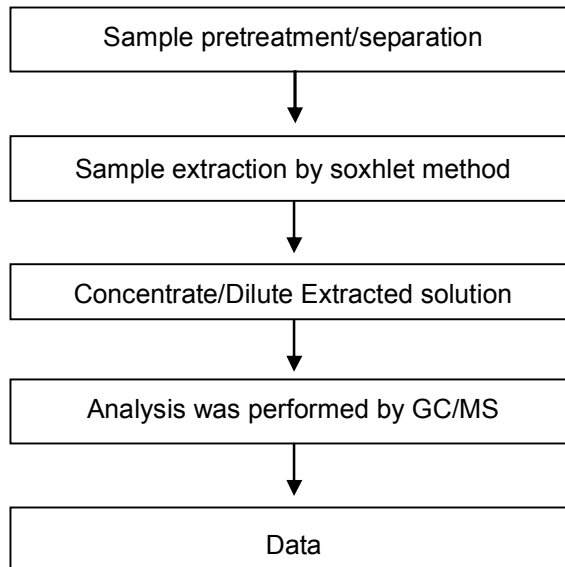 Sample pretreatment/separation
Sample extraction by soxhlet method
Concentrate/Dilute Extracted solution
Analysis was performed by GC/MS
Data